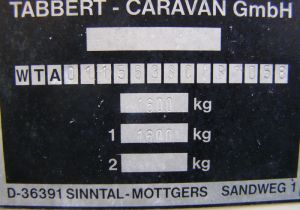 TABBERT - CARAVAN GmbH
WTA
1600 kg
1 1600 kg
2 kg
D-36391 SINNTAL-MOTTGERS SANDWEG 1